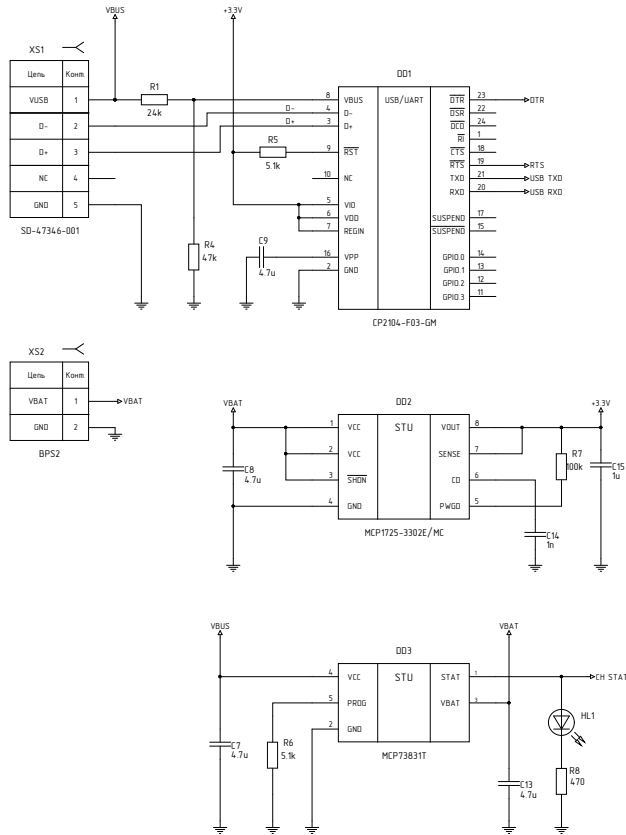 VBUS
+3.3V
XS1
DD1
Цепь Конт.
VUSB 1
D- 2
D+ 3
NC 4
GND 5
SD-47346-001
R1
24k
D-
D+
R5
5.1k
R4
47k
C9
4.7u
8 VBUS USB/UART DTR 23 DTR
4 D- DSR 22
3 D+ DCD 24
RI 1
9 RST CTS 18
RTS 19 RTS
10 NC TXD 21 USB TXD
RXD 20 USB RXD
5 VIO
6 VDD SUSPEND 17
7 REGIN SUSPEND 15
16 VPP GPIO.0 14
2 GND GPIO.1 13
GPIO.2 12
GPIO.3 11
CP2104-F03-GM
XS2
Цепь Конт.
VBAT 1 VBAT
GND 2
BPS2
VBAT
DD2
+3.3V
1 VCC STU VOUT 8
2 VCC SENSE 7
3 SHDN CD 6
4 GND PWGD 5
MCP1725-3302E/MC
C8
4.7u
R7
100k
C15
1u
C14
1n
VBUS
DD3
VBAT
4 VCC STU STAT 1 CH STAT
5 PROG VBAT 3
2 GND
MCP73831T
C7
4.7u
R6
5.1k
C13
4.7u
HL1
R8
470